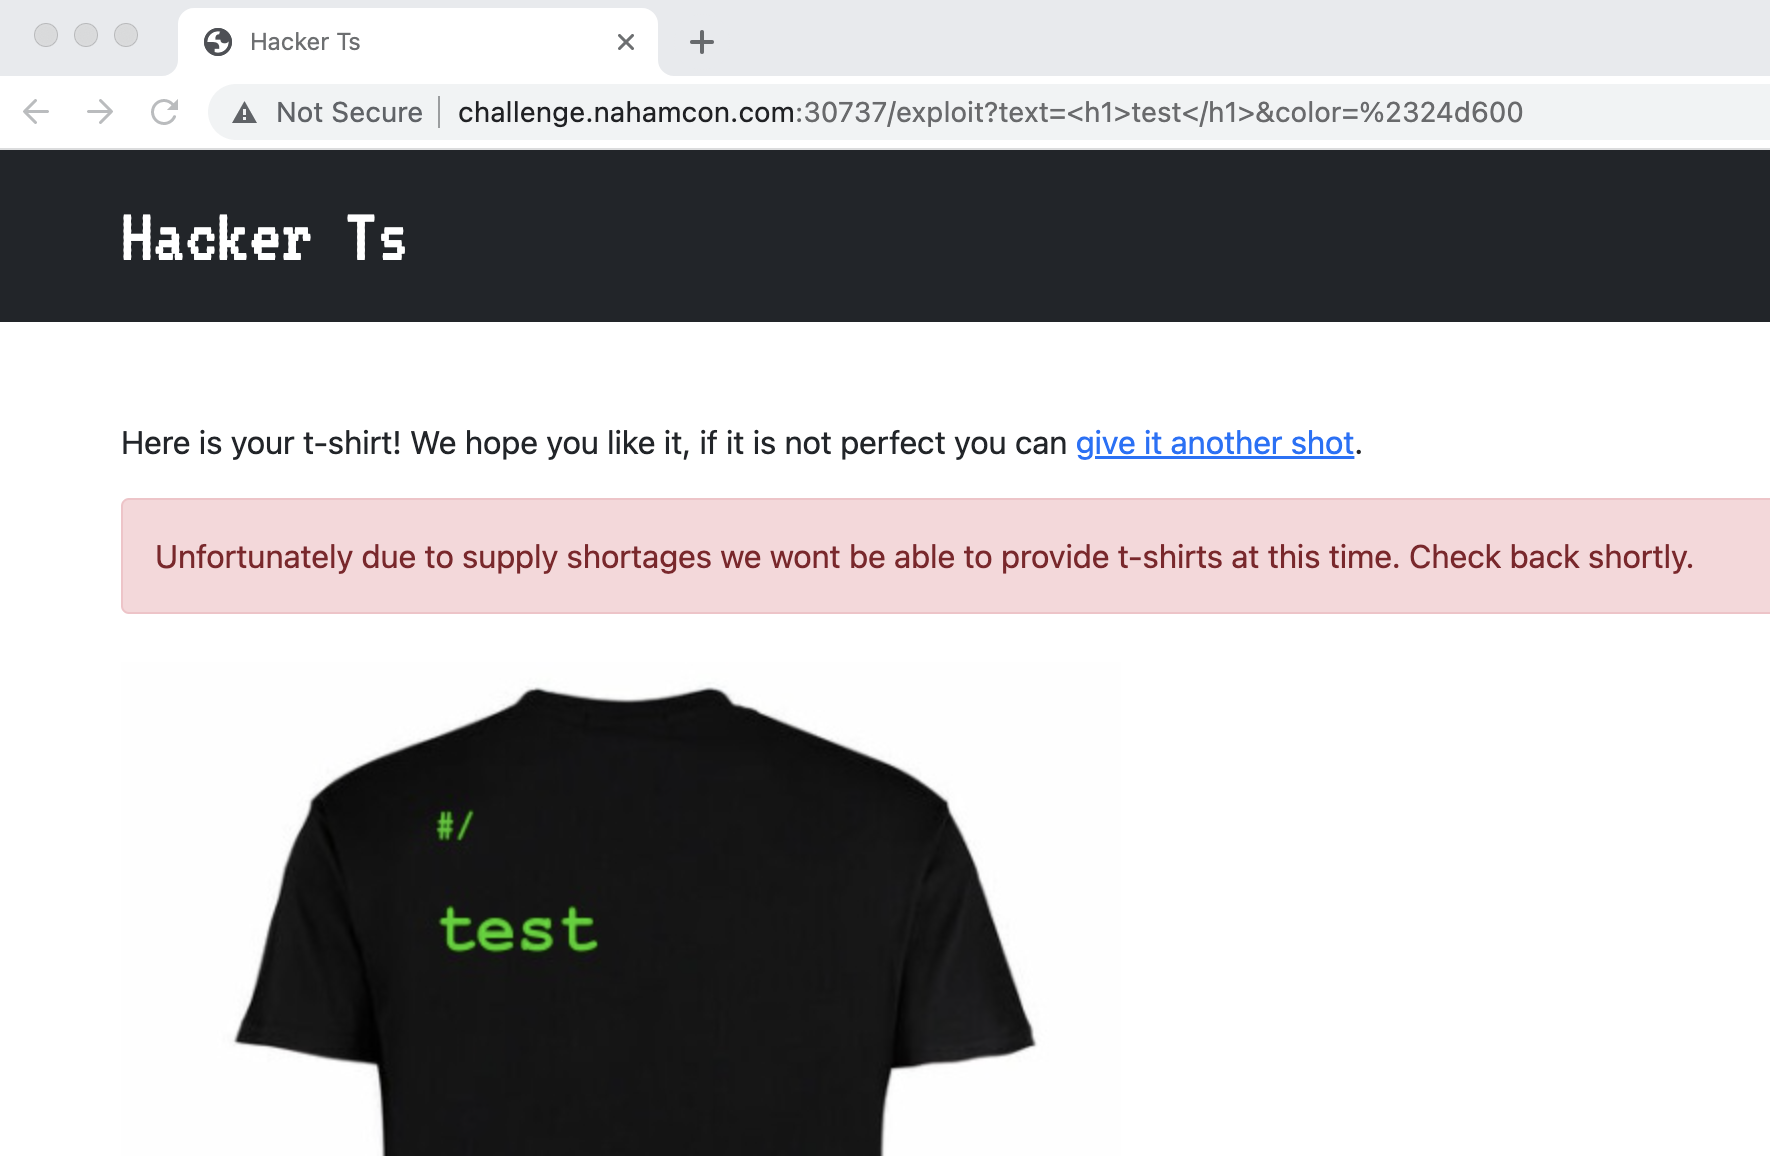 Hacker Ts
Not Secure challenge.nahamcon.com:30737/exploit?text=<h1>test</h1>&color=%2324d600
Hacker Ts
Here is your t-shirt! We hope you like it, if it is not perfect you can give it another shot.
Unfortunately due to supply shortages we wont be able to provide t-shirts at this time. Check back shortly.
#/
test